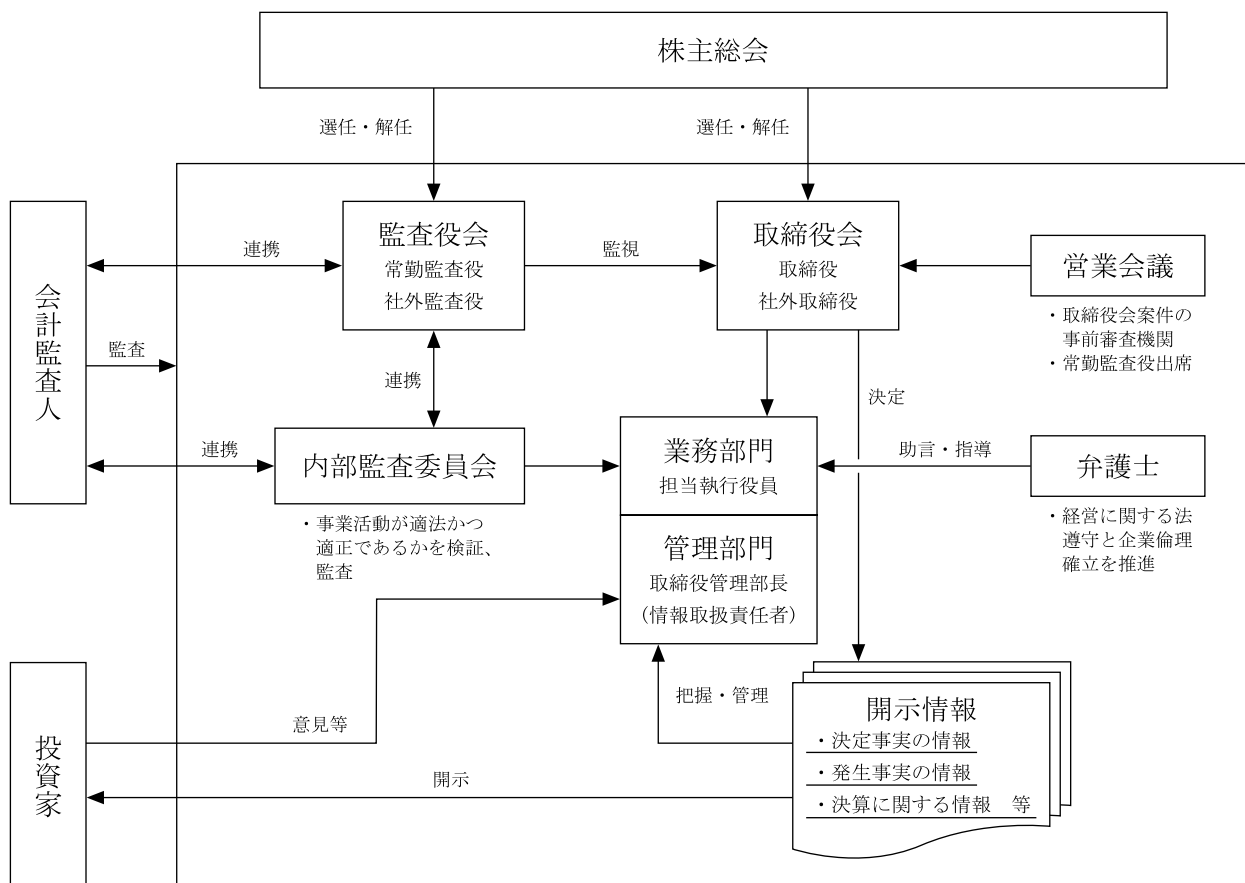 株主総会
選任・解任
選任・解任
監査役会
常勤監査役
社外監査役
取締役会
取締役
社外取締役
営業会議
・取締役会案件の
事前審査機関
・常勤監査役出席
連携
監視
会計監査人
監査
連携
決定
連携
内部監査委員会
・事業活動が適法かつ
適正であるかを検証、
監査
業務部門
担当執行役員
助言・指導
弁護士
・経営に関する法
遵守と企業倫理
確立を推進
管理部門
取締役管理部長
（情報取扱責任者）
投資家
意見等
把握・管理
開示
開示情報
・決定事実の情報
・発生事実の情報
・決算に関する情報　等